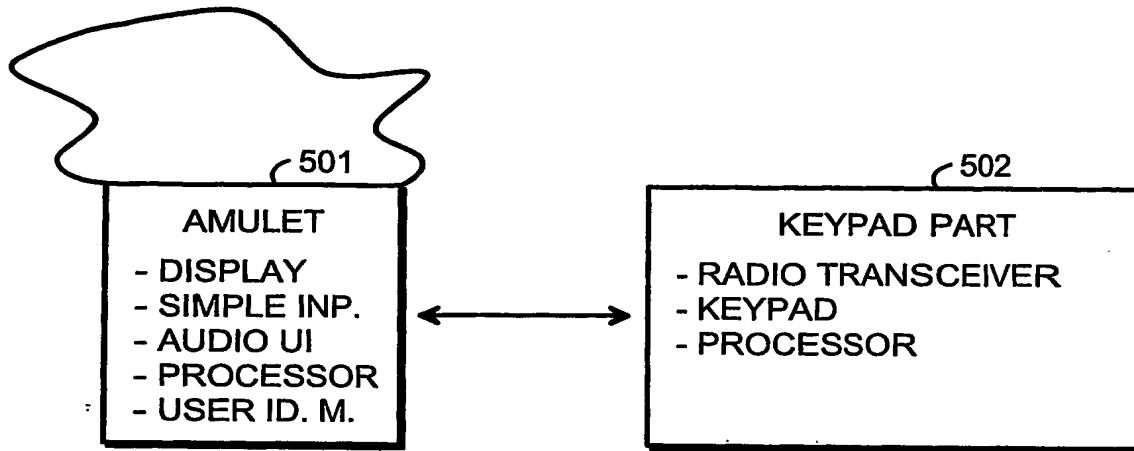 501
AMULET
- DISPLAY
- SIMPLE INP.
- AUDIO UI
- PROCESSOR
- USER ID. M.
502
KEYPAD PART
- RADIO TRANSCEIVER
- KEYPAD
- PROCESSOR